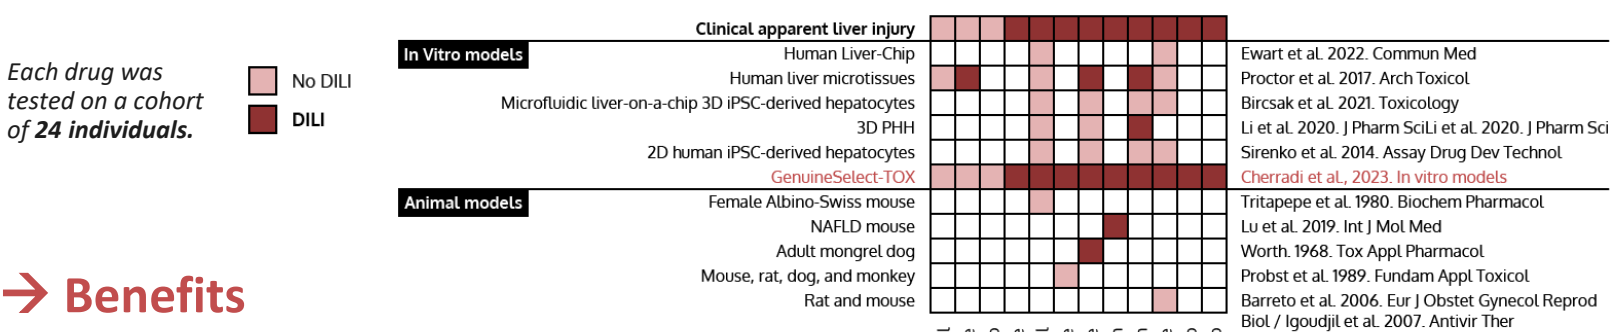 Each drug was
tested on a cohort
of 24 individuals.
No DILI
DILI
Clinical apparent liver injury
In Vitro models
Human Liver-Chip
Ewart et al. 2022. Commun Med
Human liver microtissues
Proctor et al. 2017. Arch Toxicol
Microfluidic liver-on-a-chip 3D iPSC-derived hepatocytes
Bircsak et al. 2021. Toxicology
3D PHH
Li et al. 2020. J Pharm SciLi et al. 2020. J Pharm Sci
2D human iPSC-derived hepatocytes
Sirenko et al. 2014. Assay Drug Dev Technol
GenuineSelect-TOX
Cherradi et al., 2023. In vitro models
Animal models
Female Albino-Swiss mouse
Tritapepe et al. 1980. Biochem Pharmacol
NAFLD mouse
Lu et al. 2019. Int J Mol Med
Adult mongrel dog
Worth. 1968. Tox Appl Pharmacol
Mouse, rat, dog, and monkey
Probst et al. 1989. Fundam Appl Toxicol
Rat and mouse
Barreto et al. 2006. Eur J Obstet Gynecol Reprod
Biol / Igoudjil et al. 2007. Antivir Ther
→ Benefits